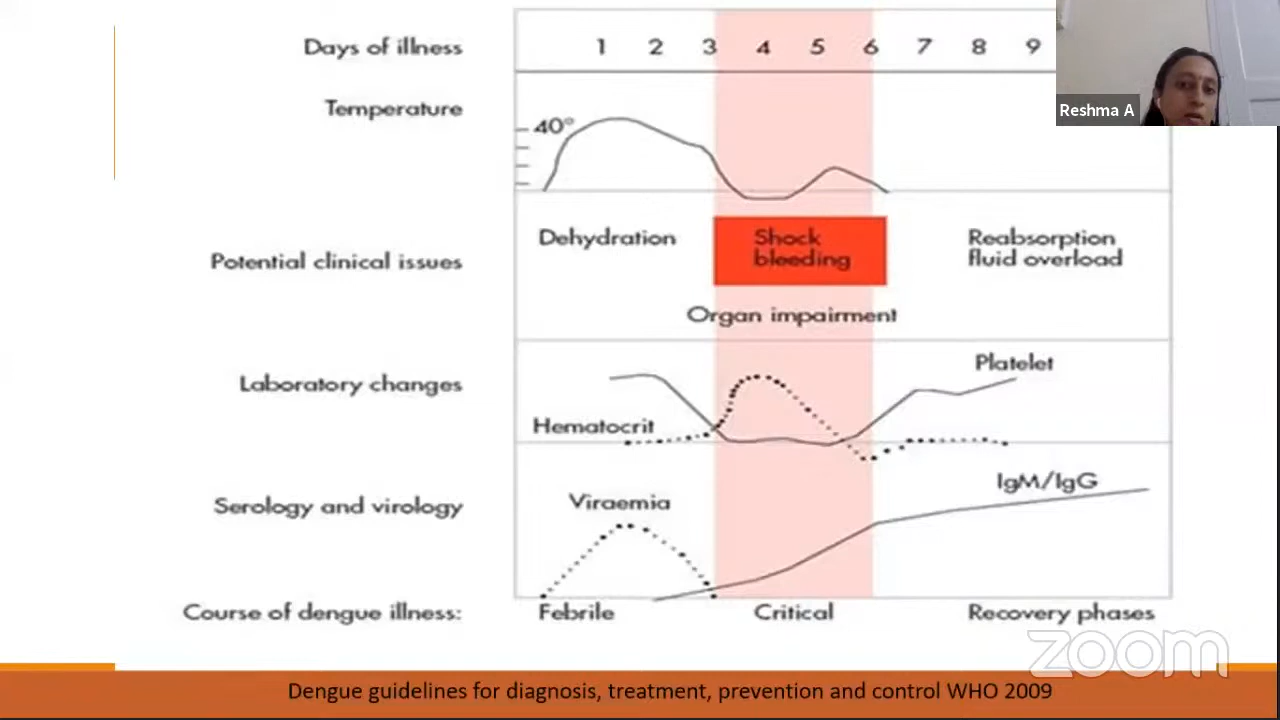 Days of illness 1 2 3 4 5 6 7 8 9
Reshma A
Temperature
40°
Dehydration
Shock
bleeding
Reabsorption
fluid overload
Potential clinical issues
Organ impairment
Platelet
Laboratory changes
Hematocrit
IgM/IgG
Viraemia
Serology and virology
Course of dengue illness: Febrile Critical Recovery phases
zoom
Dengue guidelines for diagnosis, treatment, prevention and control WHO 2009